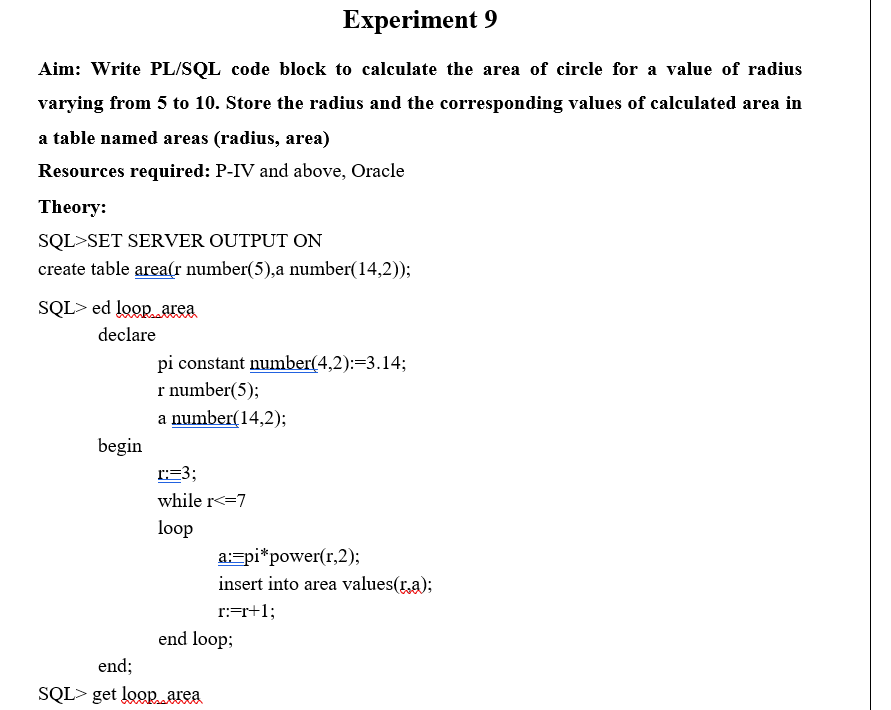 Experiment 9
Aim: Write PL/SQL code block to calculate the area of circle for a value of radius
varying from 5 to 10. Store the radius and the corresponding values of calculated area in
a table named areas (radius, area)
Resources required: P-IV and above, Oracle
Theory:
SQL>SET SERVER OUTPUT ON
create table area(r number(5),a number(14,2));
SQL> ed loop_area
declare
pi constant number(4,2):=3.14;
r number(5);
a number(14,2);
begin
r:=3;
while r<=7
loop
a:=pi*power(r,2);
insert into area values(r,a);
r:=r+1;
end loop;
end;
SQL> get loop_area